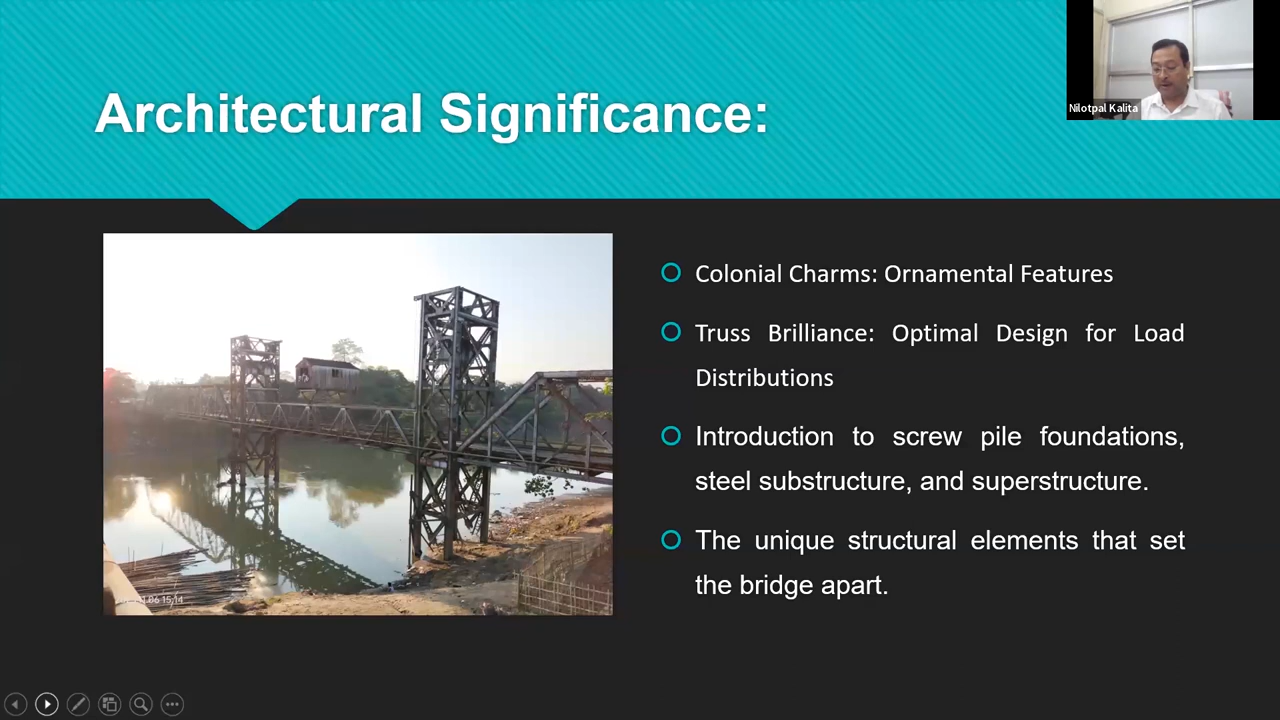 Architectural Significance:
Nilotpal Kalita
Colonial Charms: Ornamental Features
Truss Brilliance: Optimal Design for Load
Distributions
Introduction to screw pile foundations,
steel substructure, and superstructure.
The unique structural elements that set
the bridge apart.